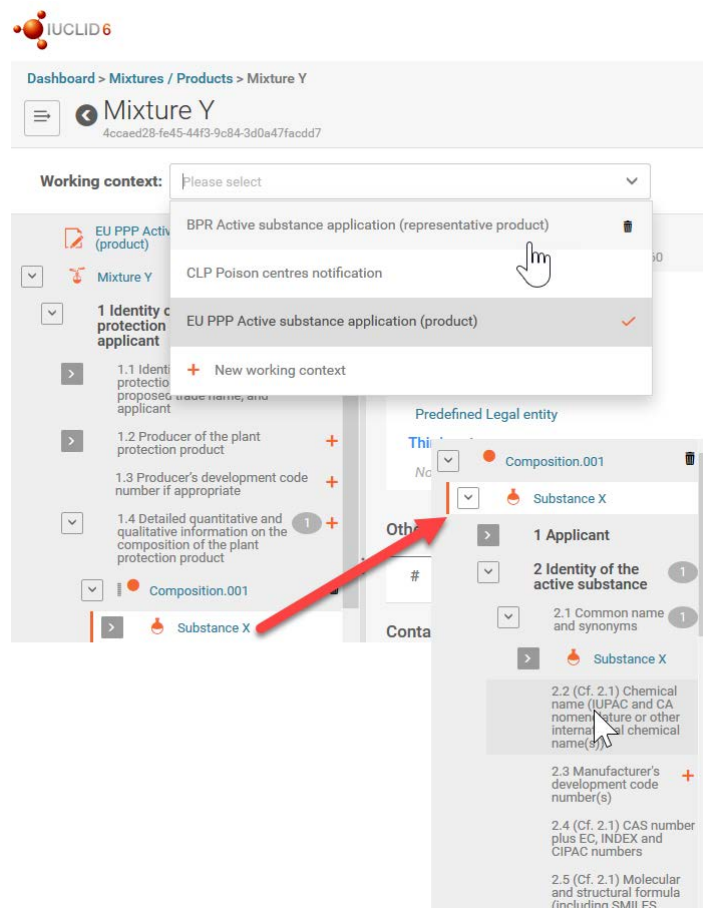 IUCLID 6
Dashboard > Mixtures / Products > Mixture Y
Mixture Y
4ccaed28-fe45-44f3-9c84-3d0a47facdd7
Working context:
Please select
BPR Active substance application (representative product)
CLP Poison centres notification
EU PPP Active substance application (product)
New working context
EU PPP Activ
(product)
Mixture Y
1 Identity o
protection
applicant
1.1 Identi
protectio
proposed trade name, and
applicant
1.2 Producer of the plant
protection product
1.3 Producer's development code
number if appropriate
1.4 Detailed quantitative and
qualitative information on the
composition of the plant
protection product
1
Composition.001
Substance X
60
Predefined Legal entity
Thi
No
Othe
#
Conta
Composition.001
Substance X
1 Applicant
2 Identity of the
active substance
1
2.1 Common name
and synonyms
1
Substance X
2.2 (Cf. 2.1) Chemical
name (IUPAC and CA
nomenclature or other
international chemical
name(s))
2.3 Manufacturer's
development code
number(s)
2.4 (Cf. 2.1) CAS number
plus EC, INDEX and
CIPAC numbers
2.5 (Cf. 2.1) Molecular
and structural formula
(including SMILES